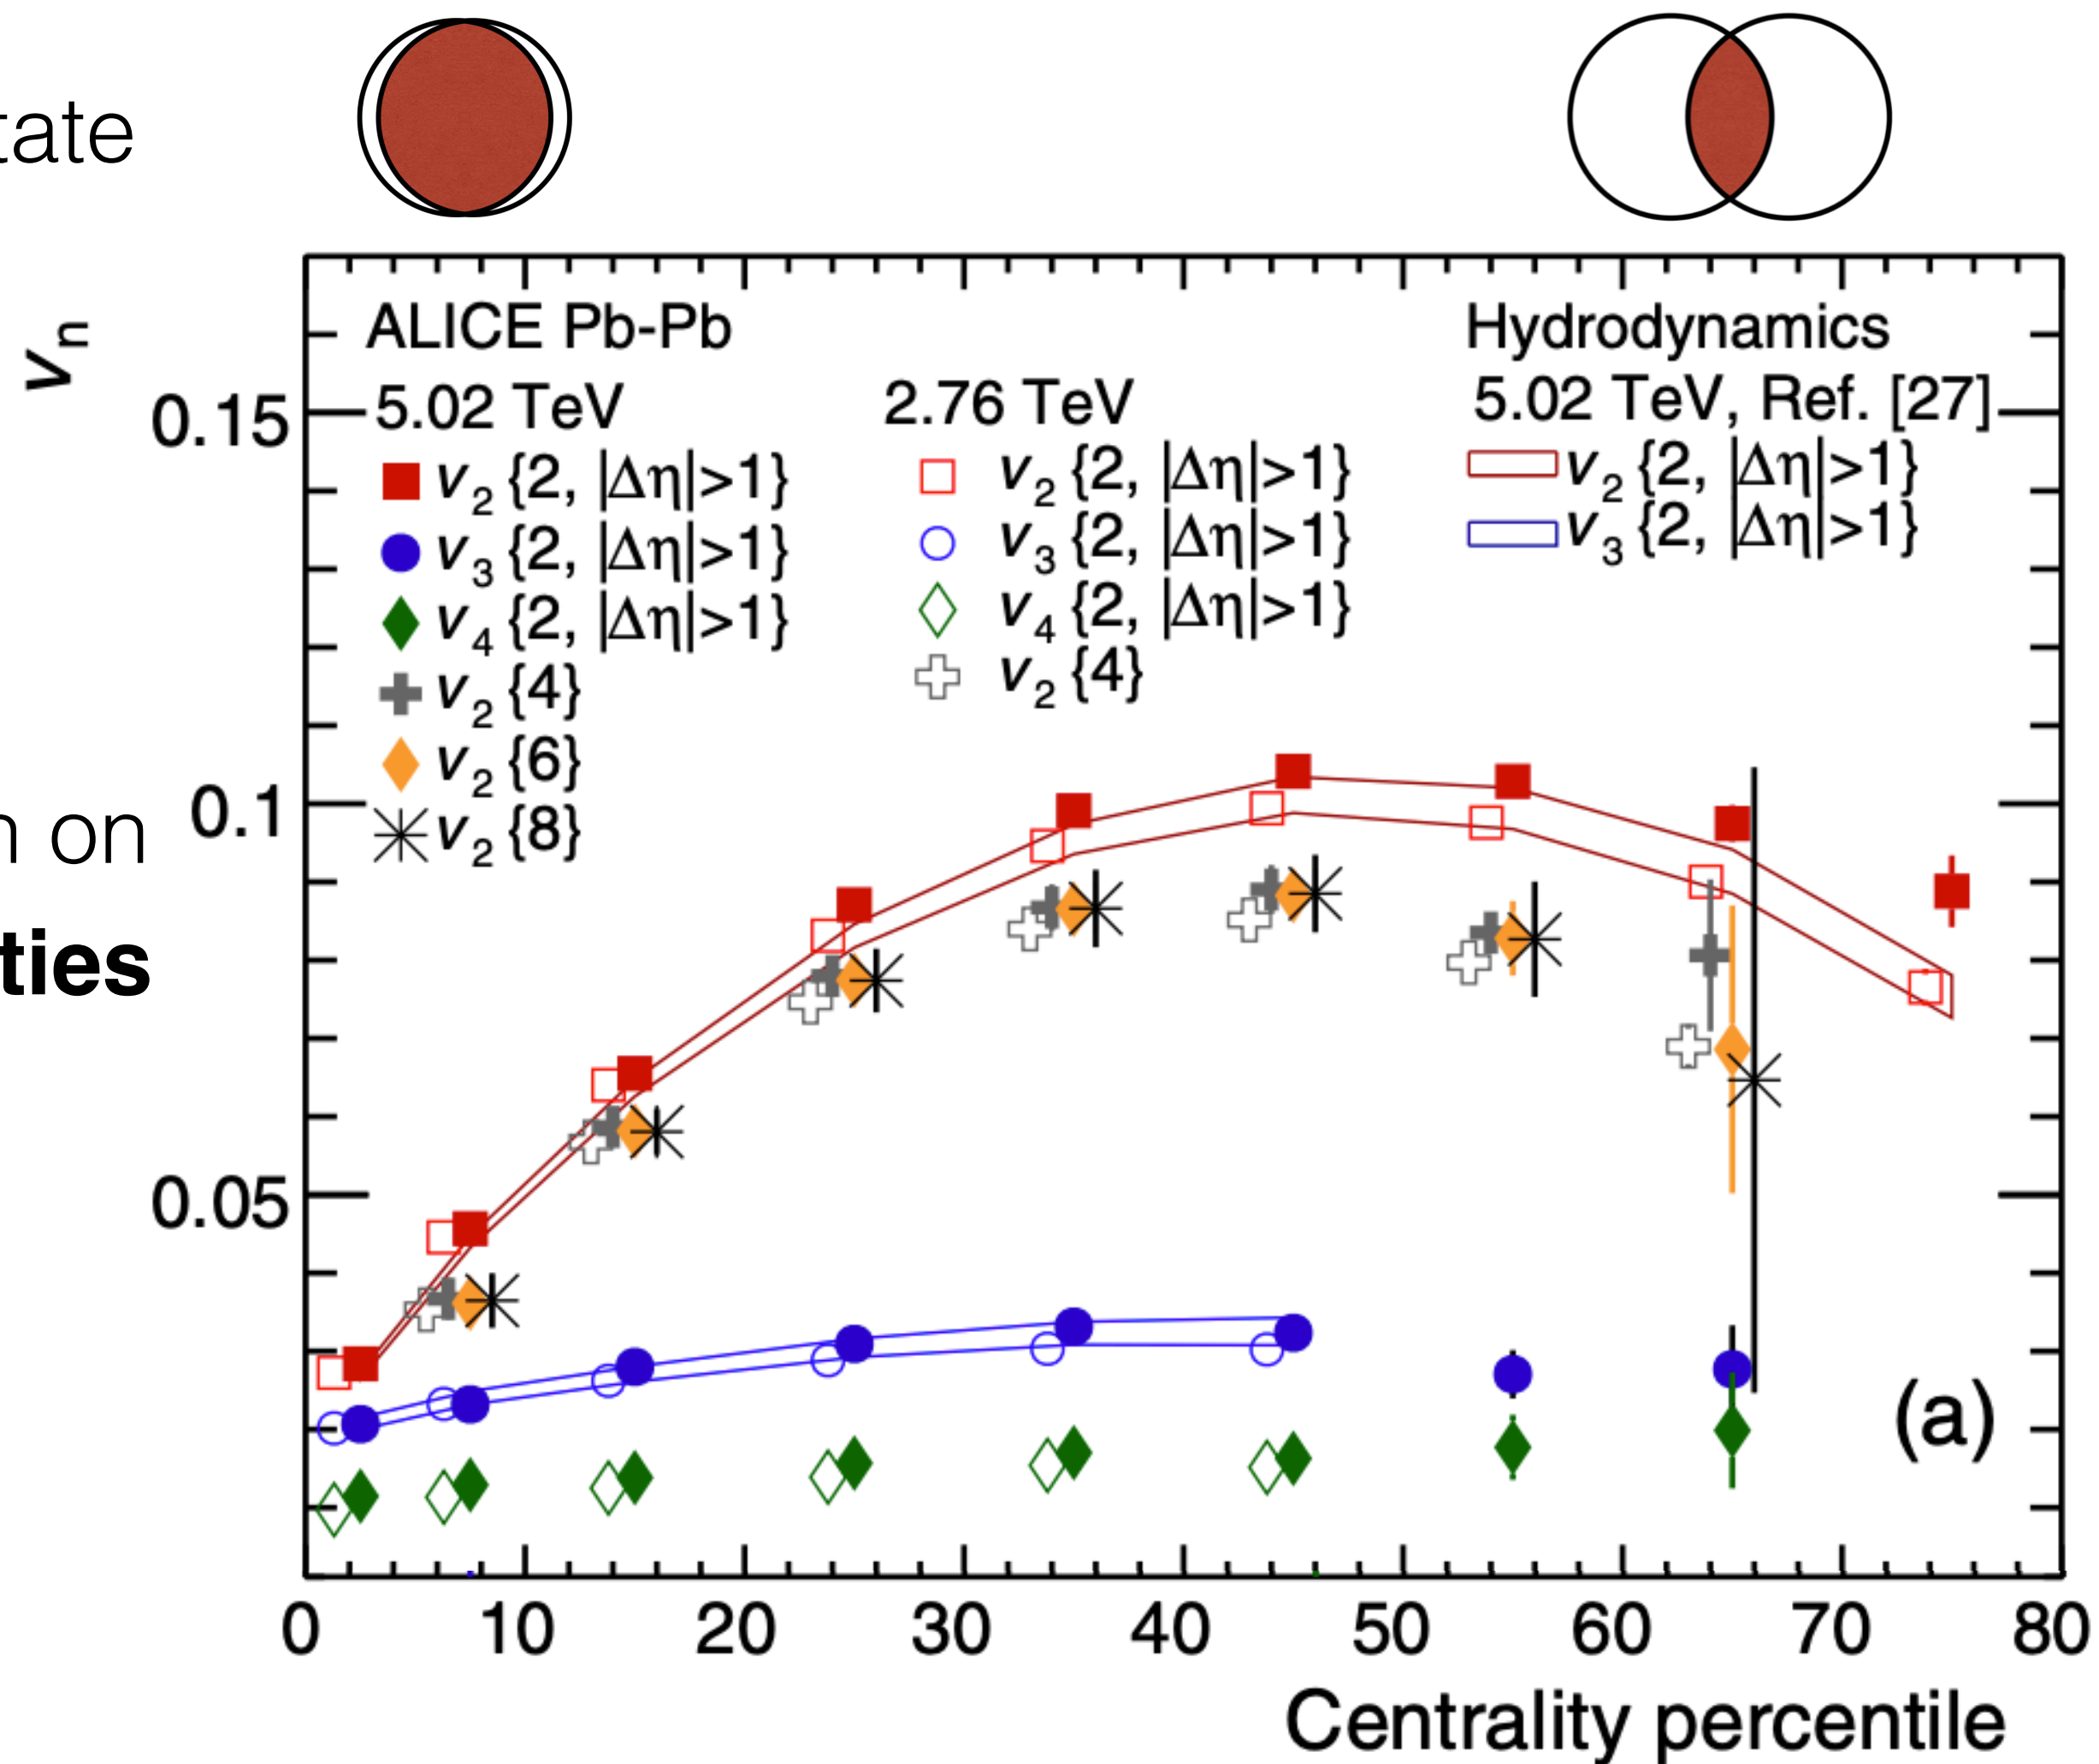 tate
v n
ALICE Pb-Pb
5.02 TeV
v2 {2, |Δη|>1}
v3 {2, |Δη|>1}
v4 {2, |Δη|>1}
v2 {4}
v2 {6}
v2 {8}
2.76 TeV
v2 {2, |Δη|>1}
v3 {2, |Δη|>1}
v4 {2, |Δη|>1}
v2 {4}
Hydrodynamics
5.02 TeV, Ref. [27]
v2 {2, |Δη|>1}
v3 {2, |Δη|>1}
0.15
0.1
0.05
n on
ties
(a)
0 10 20 30 40 50 60 70 80
Centrality percentile